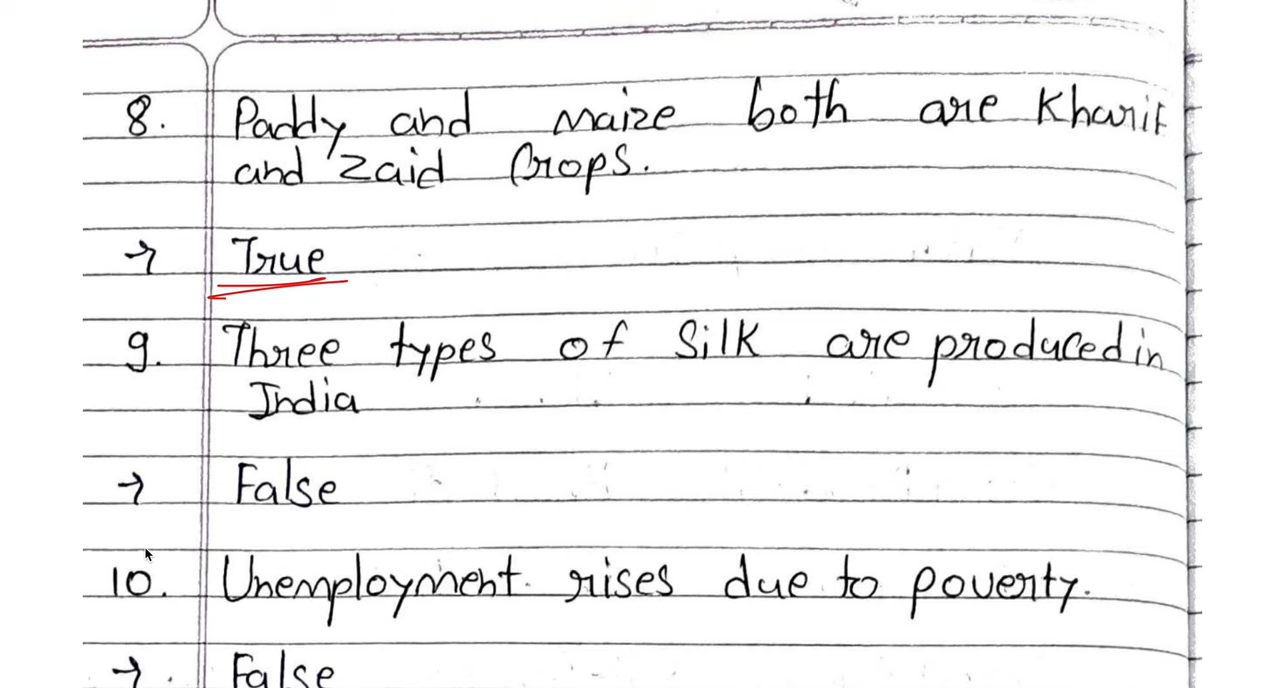 8. Paddy and maize both are Kharif
and Zaid Crops.
→ True
9. Three types of Silk are produced in
India
→ False
10. Unemployment rises due to poverty.
→ False